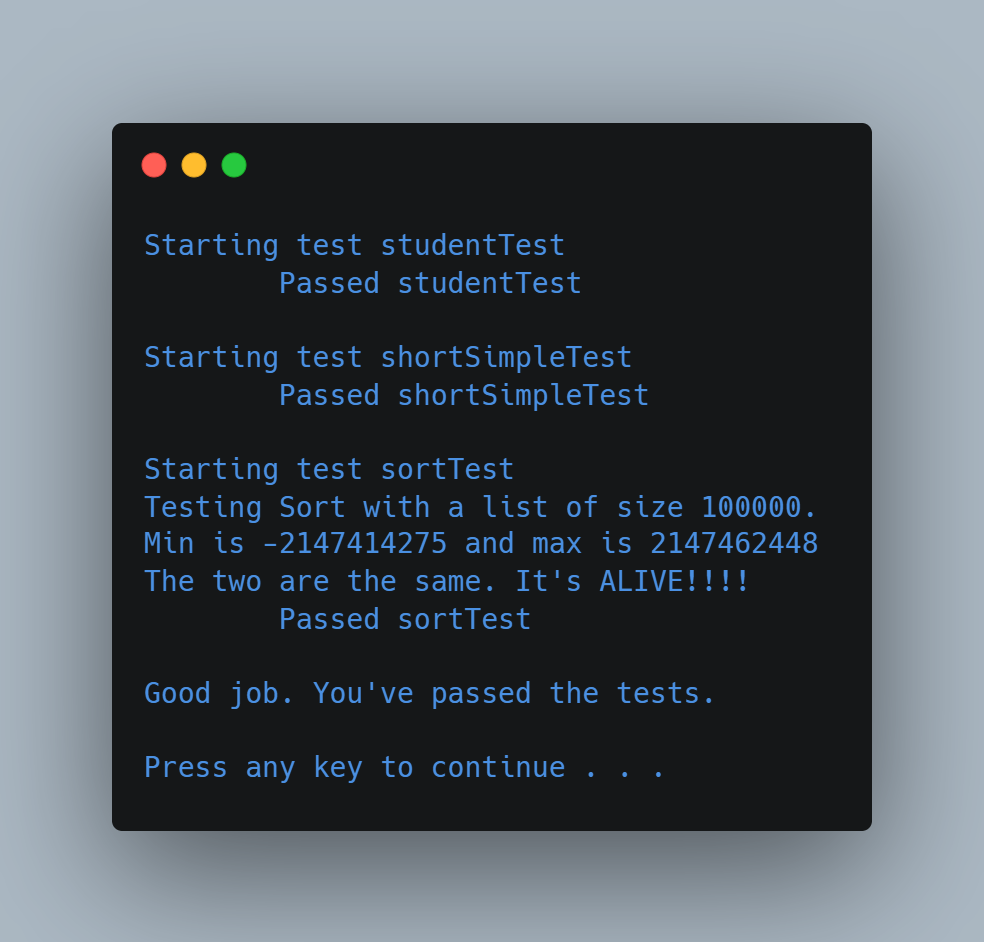 Starting test studentTest
Passed studentTest
Starting test shortSimpleTest
Passed shortSimpleTest
Starting test sortTest
Testing Sort with a list of size 100000.
Min is -2147414275 and max is 2147462448
The two are the same. It's ALIVE!!!!
Passed sortTest
Good job. You've passed the tests.
Press any key to continue . . .